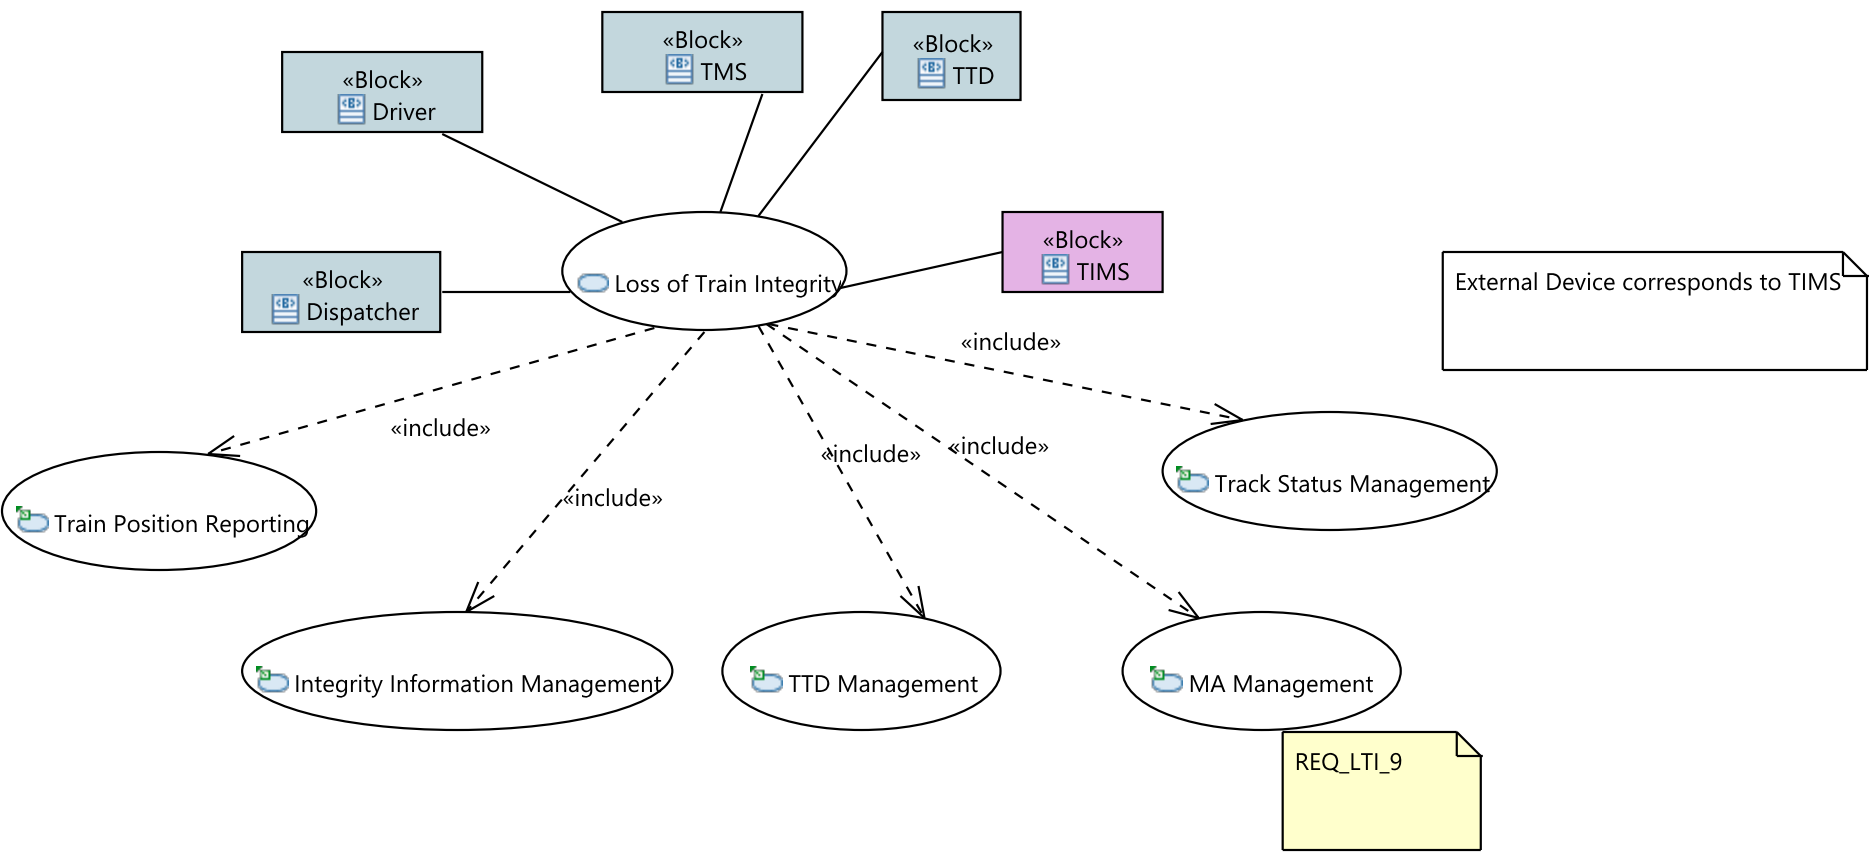 «Block»
TMS
«Block»
TTD
«Block»
Driver
«Block»
TIMS
«Block»
Dispatcher
Loss of Train Integrity
External Device corresponds to TIMS
«include»
«include»
«include»
«include»
«include»
Track Status Management
Train Position Reporting
Integrity Information Management
TTD Management
MA Management
REQ_LTI_9